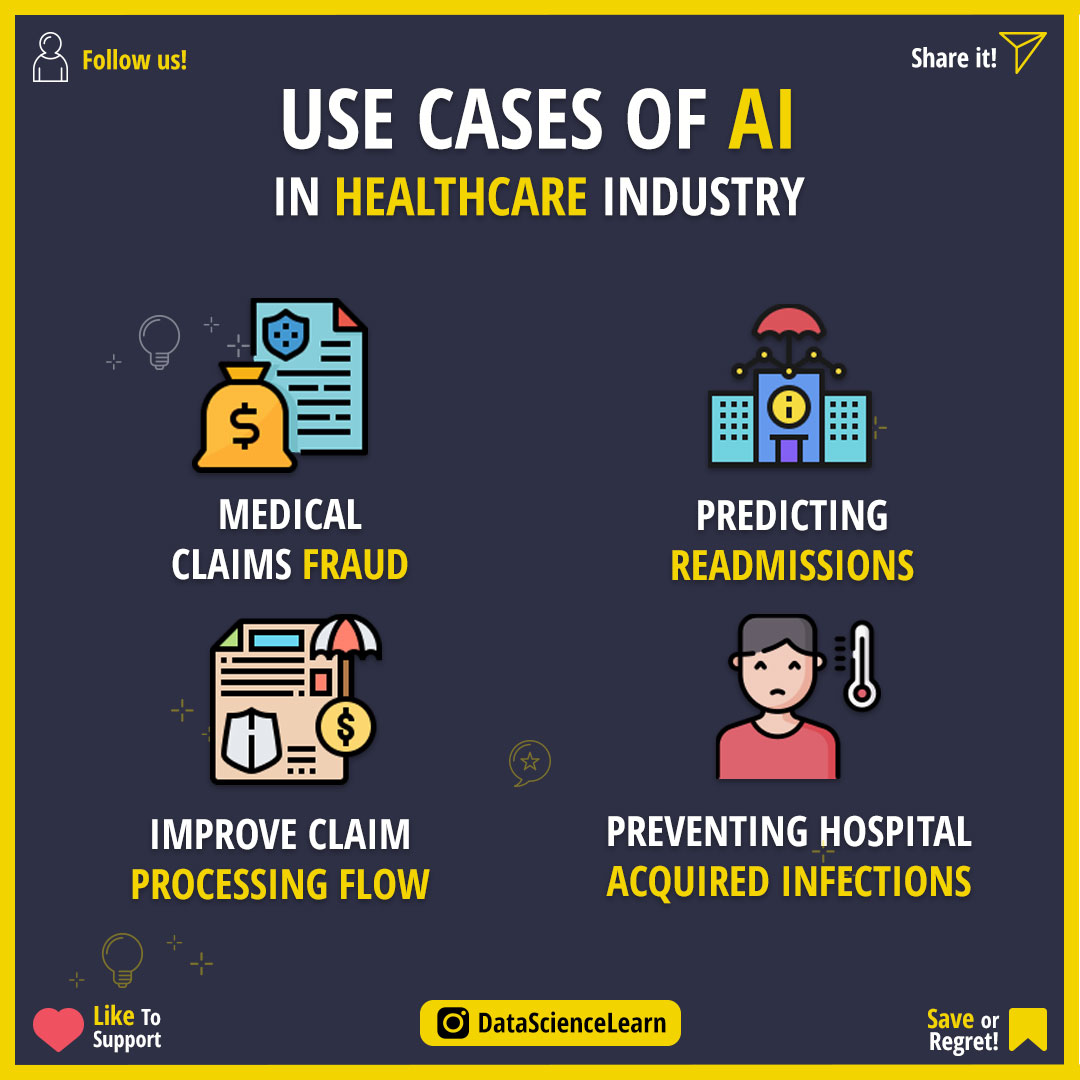 Follow us!
Share it!
USE CASES OF AI
IN HEALTHCARE INDUSTRY
$
i
MEDICAL
CLAIMS FRAUD
PREDICTING
READMISSIONS
$
IMPROVE CLAIM
PROCESSING FLOW
PREVENTING HOSPITAL
ACQUIRED INFECTIONS
Like To
Support
DataScienceLearn
Save or
Regret!